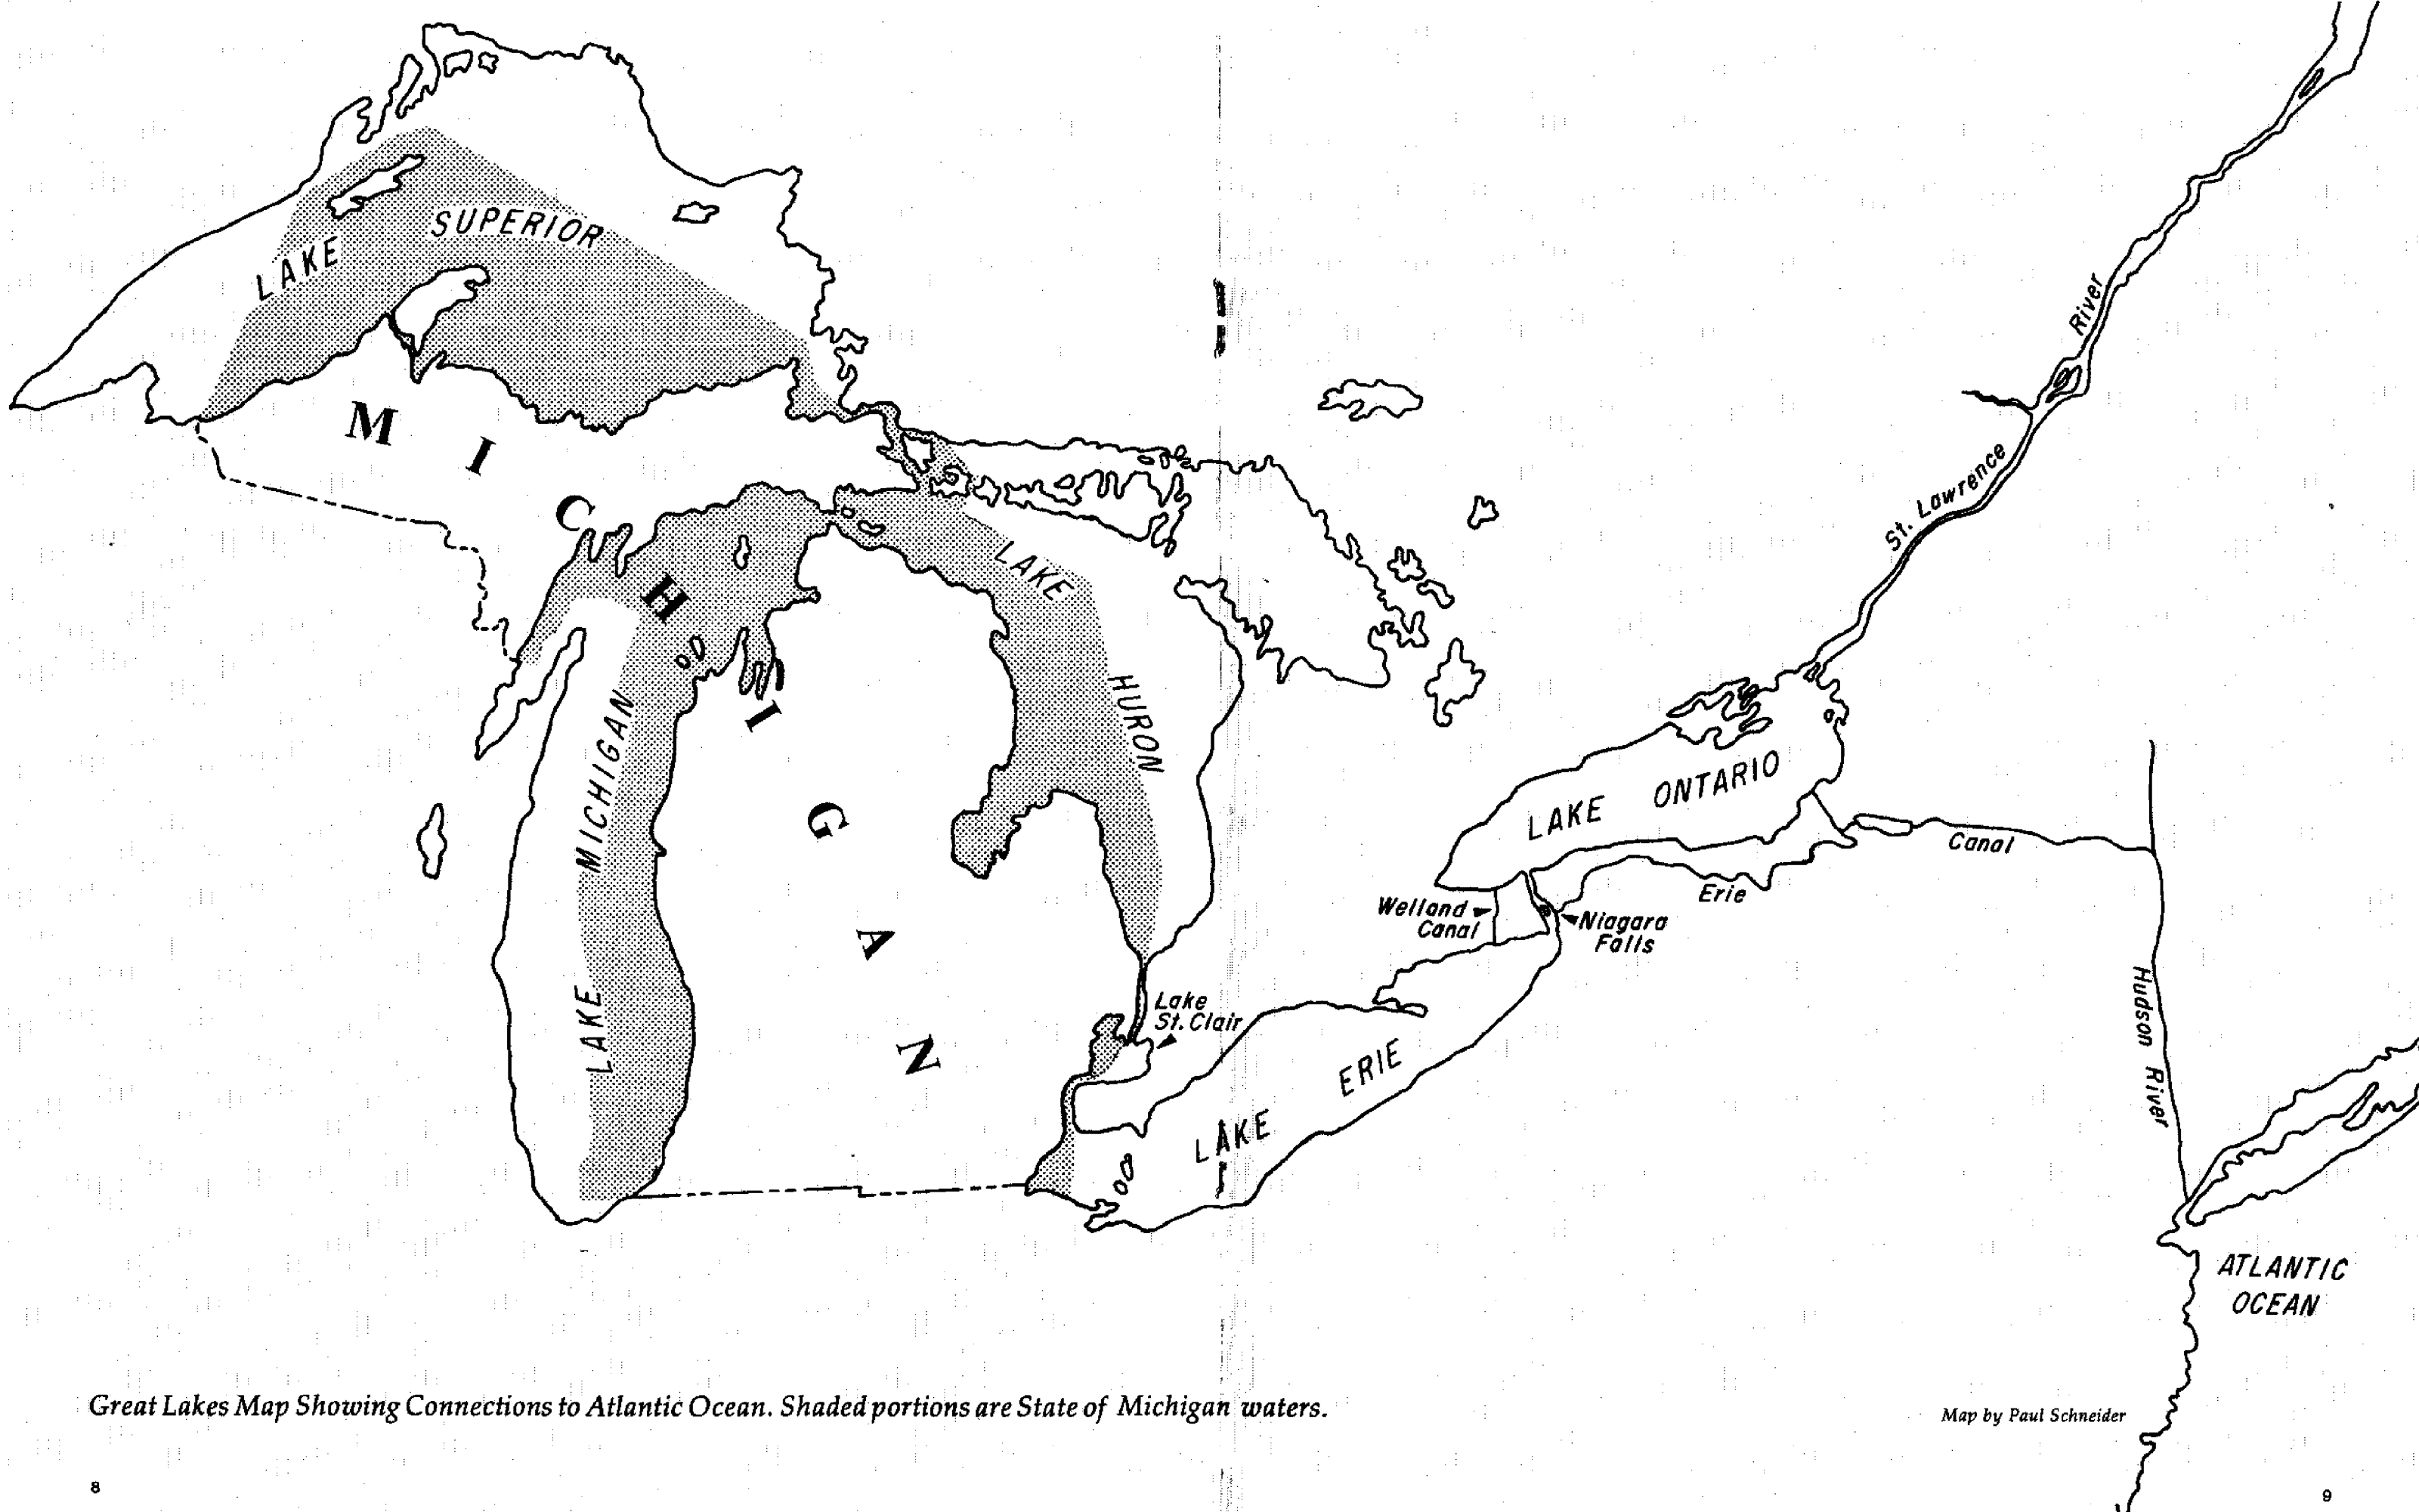 LAKE SUPERIOR
MICHIGAN
LAKE MICHIGAN
LAKE HURON
Lake
St. Clair
LAKE ERIE
LAKE ONTARIO
Welland
Canal
Niagara
Falls
Erie Canal
St. Lawrence River
Hudson River
ATLANTIC
OCEAN
Great Lakes Map Showing Connections to Atlantic Ocean. Shaded portions are State of Michigan waters.
Map by Paul Schneider
8
9